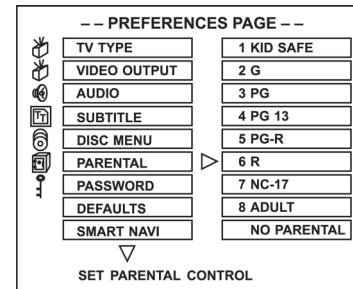 -- PREFERENCES PAGE --
TV TYPE
VIDEO OUTPUT
AUDIO
SUBTITLE
DISC MENU
PARENTAL
PASSWORD
DEFAULTS
SMART NAVI
1 KID SAFE
2 G
3 PG
4 PG 13
5 PG-R
6 R
7 NC-17
8 ADULT
NO PARENTAL
SET PARENTAL CONTROL